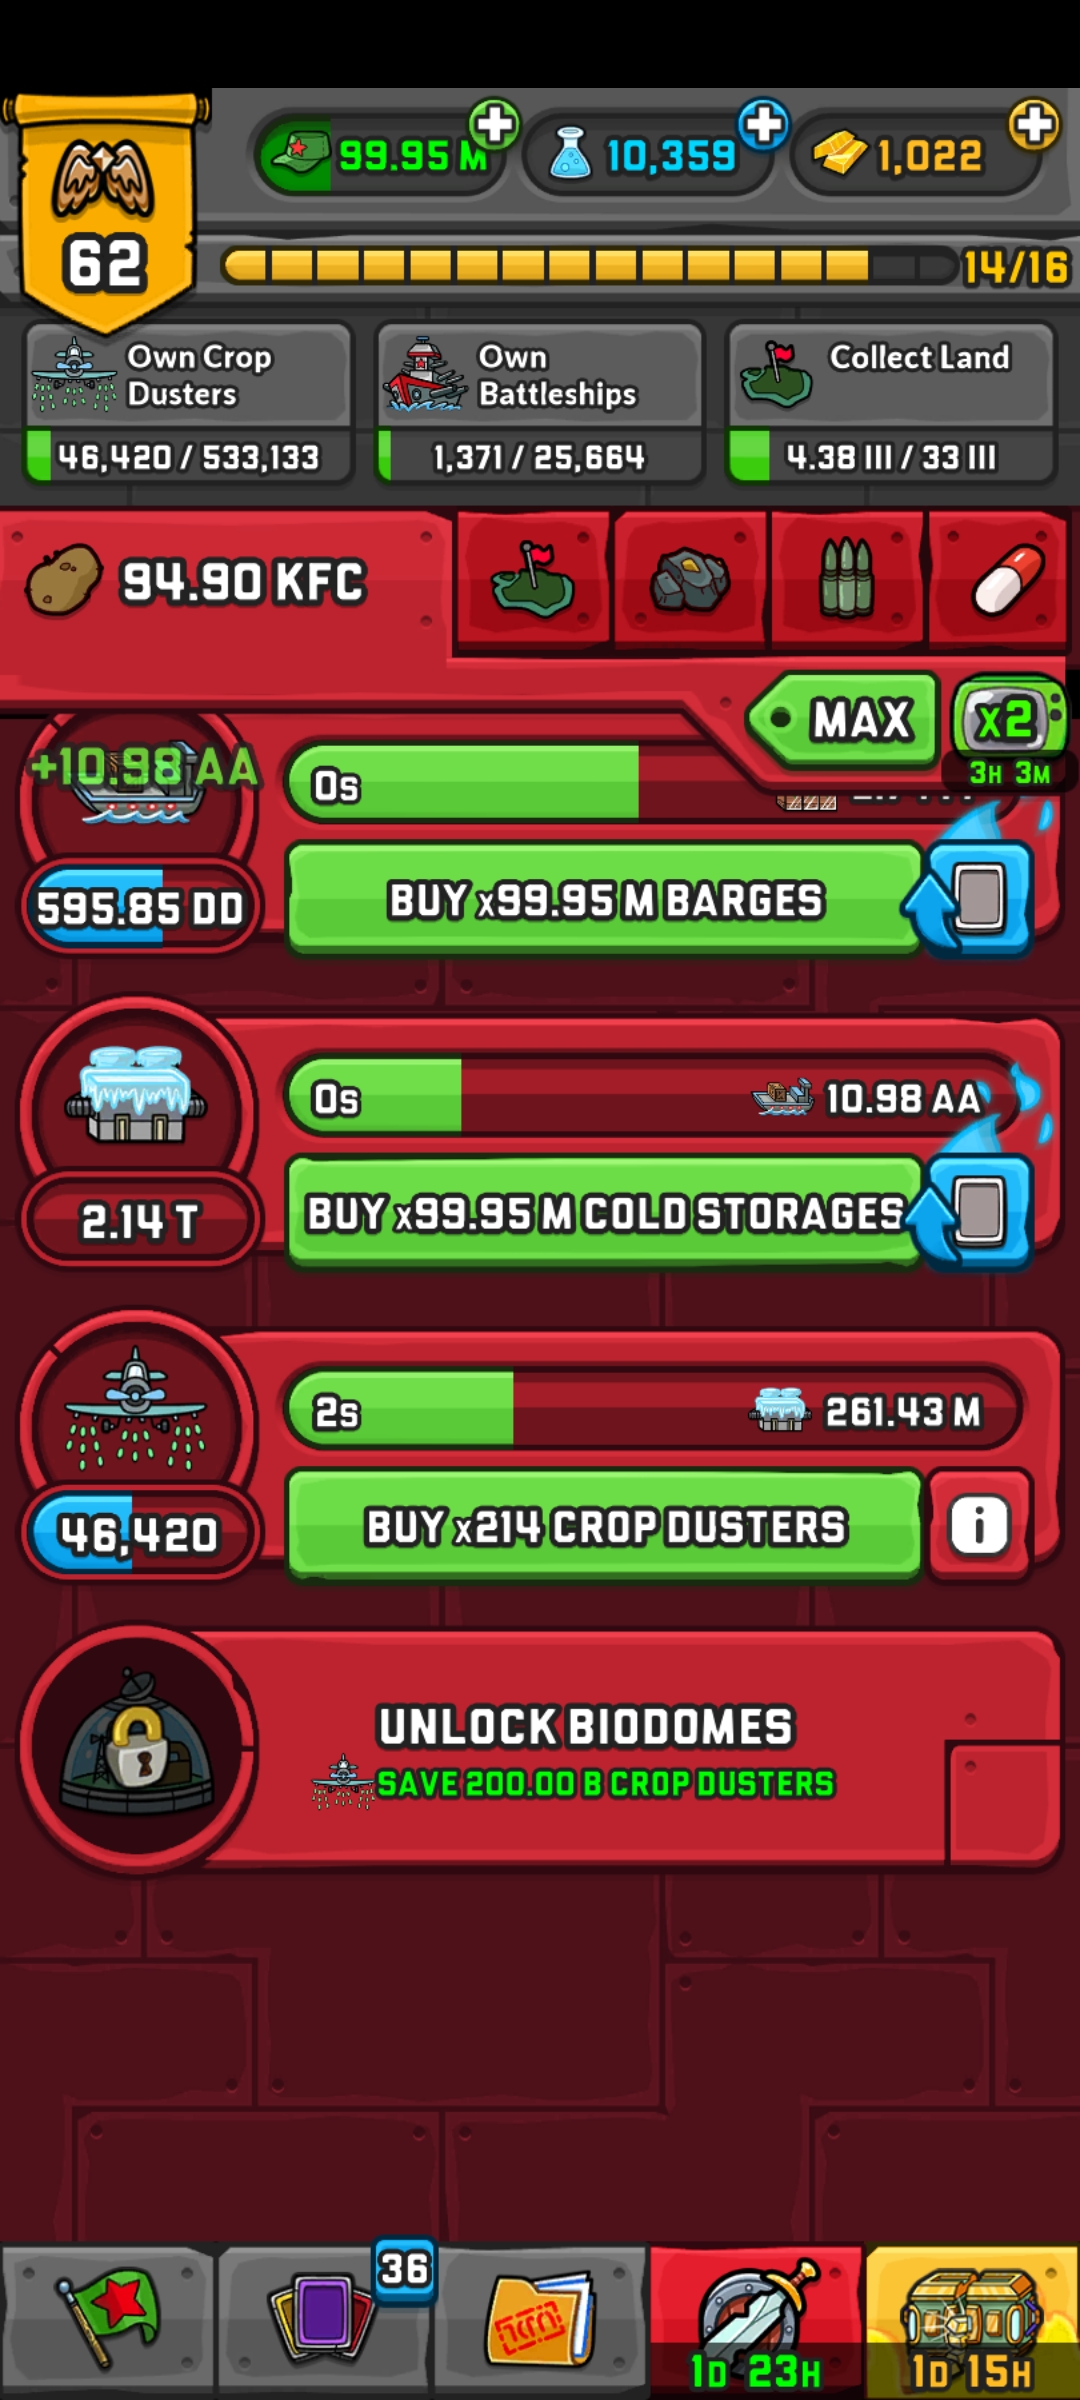 99.95 M
10,359
1,022
62
14/16
Own Crop
Dusters
46,420 / 533,133
Own
Battleships
1,371 / 25,664
Collect Land
4.38 III / 33 III
94.90 KFC
MAX
x2
3H 3M
+10.98 AA
0s
595.85 DD
BUY x99.95 M BARGES
0s
10.98 AA
2.14 T
BUY x99.95 M COLD STORAGES
2s
261.43 M
46,420
BUY x214 CROP DUSTERS
i
UNLOCK BIODOMES
SAVE 200.00 B CROP DUSTERS
36
1D 23H
1D 15H